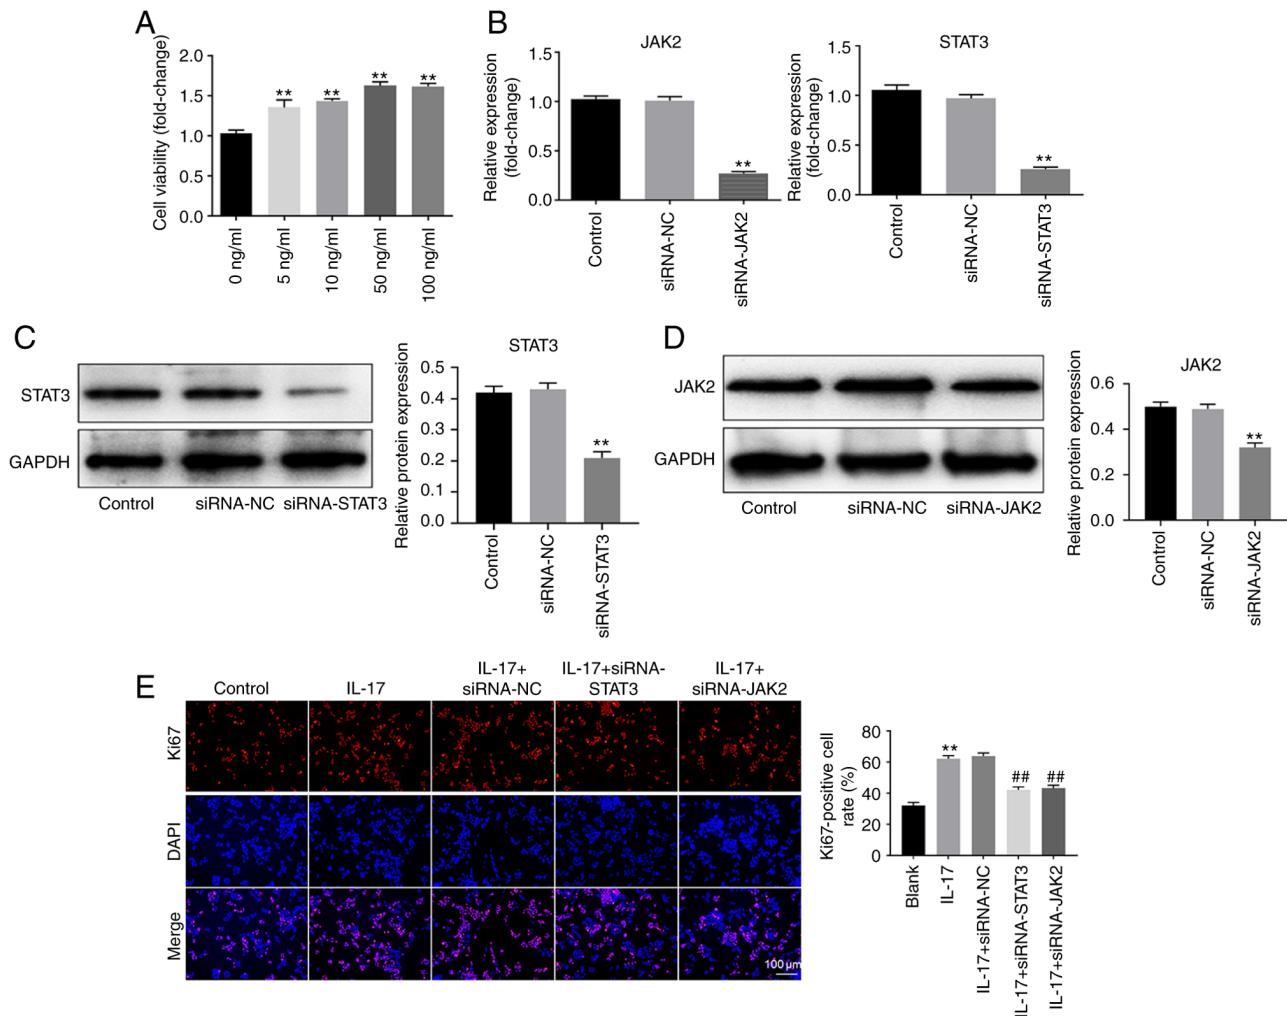 A
Cell viability (fold-change)
2.0
1.5
1.0
0.5
0.0
**
**
**
**
0 ng/ml
5 ng/ml
10 ng/ml
50 ng/ml
100 ng/ml
B
JAK2
Relative expression
(fold-change)
1.5
1.0
0.5
0.0
**
Control
siRNA-NC
siRNA-JAK2
STAT3
Relative expression
(fold-change)
1.5
1.0
0.5
0.0
**
Control
siRNA-NC
siRNA-STAT3
C
STAT3
GAPDH
Control
siRNA-NC
siRNA-STAT3
STAT3
Relative protein expression
0.5
0.4
0.3
0.2
0.1
0.0
**
Control
siRNA-NC
siRNA-STAT3
D
JAK2
GAPDH
Control
siRNA-NC
siRNA-JAK2
JAK2
Relative protein expression
0.6
0.4
0.2
0.0
**
Control
siRNA-NC
siRNA-JAK2
E
Control
IL-17
IL-17+
siRNA-NC
IL-17+siRNA-
STAT3
IL-17+
siRNA-JAK2
Ki67
DAPI
Merge
100 µm
Ki67-positive cell
rate (%)
80
60
40
20
0
**
##
##
Blank
IL-17
IL-17+siRNA-NC
IL-17+siRNA-STAT3
IL-17+siRNA-JAK2